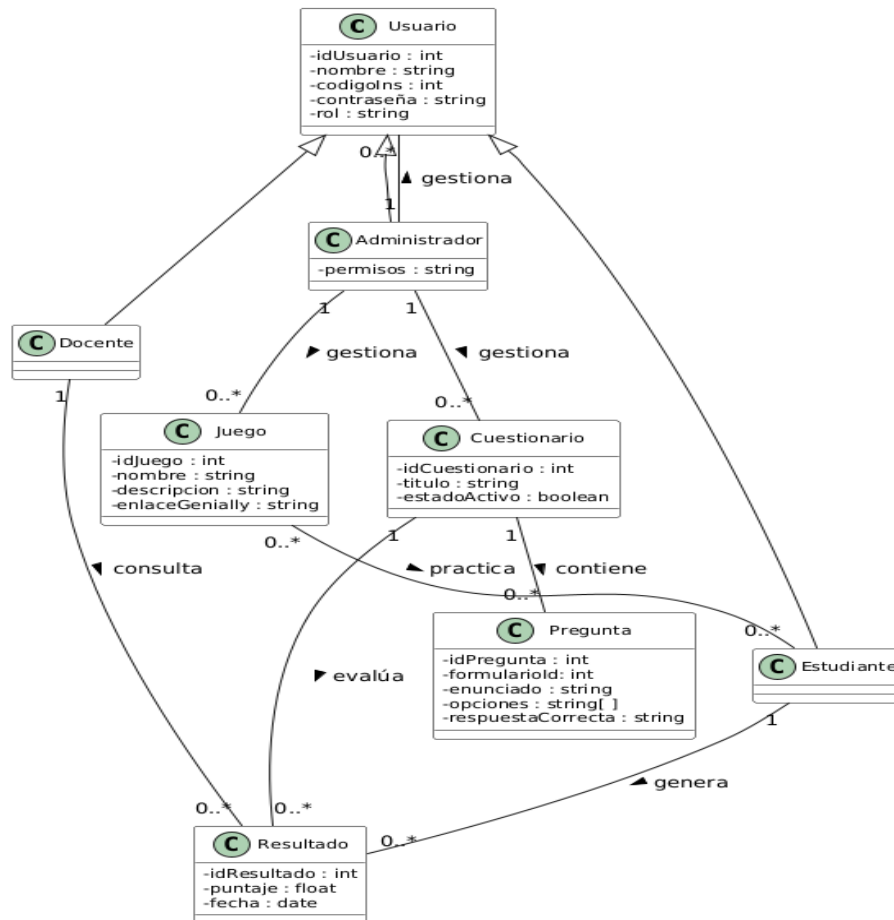 C Usuario
-idUsuario : int
-nombre : string
-codigoIns : int
-contraseña : string
-rol : string
0..*
gestiona
1
C Administrador
-permisos : string
1
1
C Docente
gestiona
gestiona
1
0..*
0..*
C Juego
-idJuego : int
-nombre : string
-descripcion : string
-enlaceGenially : string
C Cuestionario
-idCuestionario : int
-titulo : string
-estadoActivo : boolean
0..*
1
1
consulta
practica
contiene
0..*
C Pregunta
-idPregunta : int
-formularioId: int
-enunciado : string
-opciones : string[ ]
-respuestaCorrecta : string
0..*
C Estudiante
evalúa
1
genera
0..*
0..*
0..*
C Resultado
-idResultado : int
-puntaje : float
-fecha : date